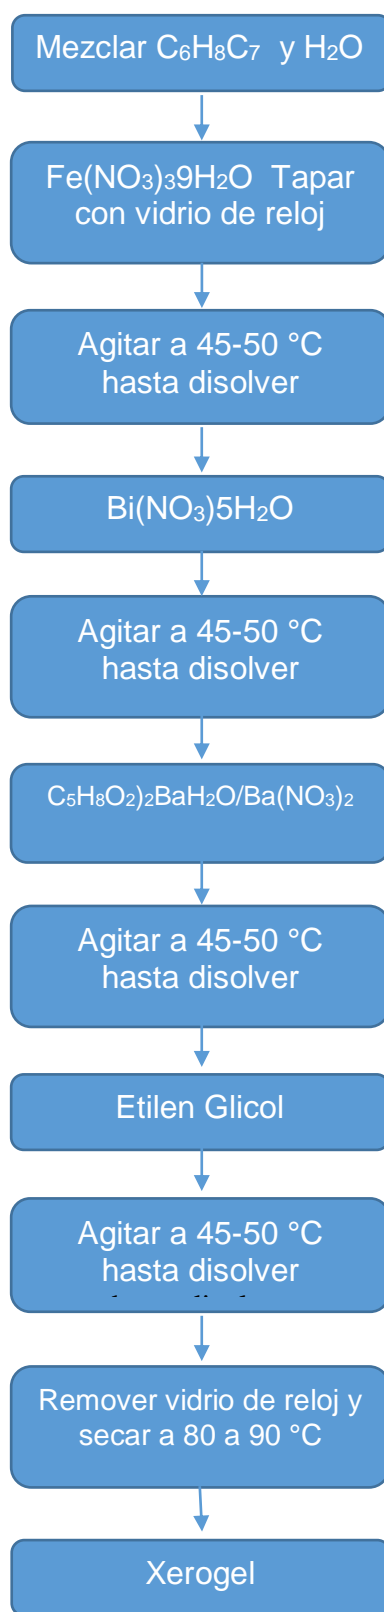 Mezclar C₆H₈C₇ y H₂O
Fe(NO₃)₃9H₂O Tapar
con vidrio de reloj
Agitar a 45-50 °C
hasta disolver
Bi(NO₃)5H₂O
Agitar a 45-50 °C
hasta disolver
C₅H₈O₂)₂BaH₂O/Ba(NO₃)₂
Agitar a 45-50 °C
hasta disolver
Etilen Glicol
Agitar a 45-50 °C
hasta disolver
Remover vidrio de reloj y
secar a 80 a 90 °C
Xerogel